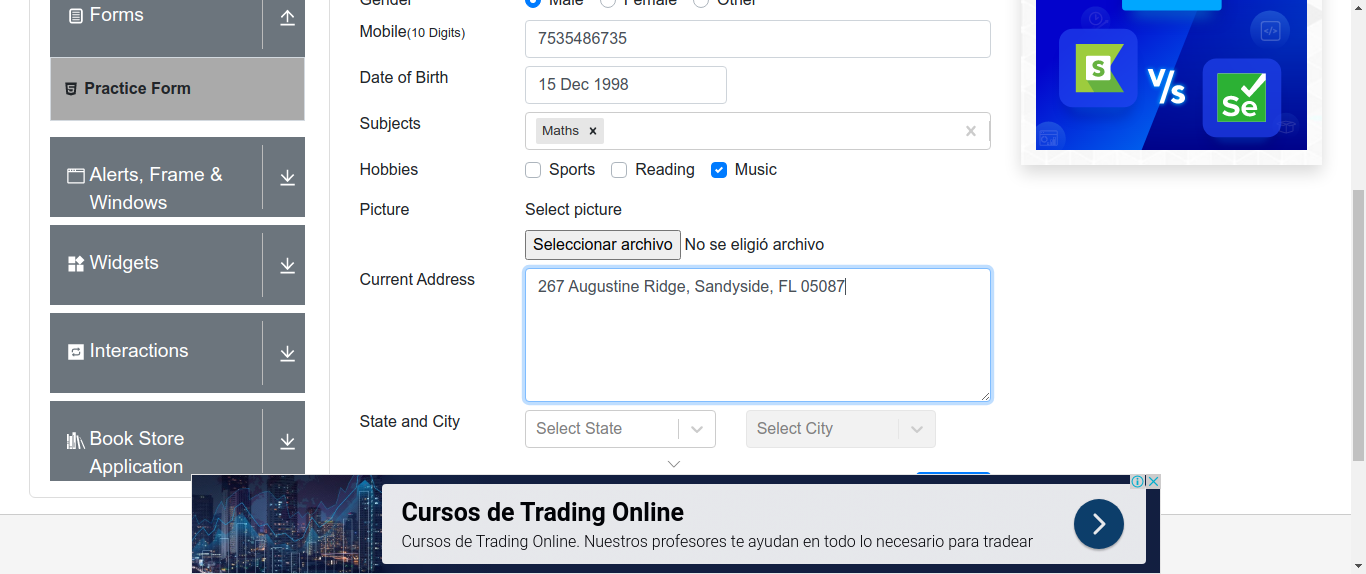 Forms
Practice Form
Alerts, Frame &
Windows
Widgets
Interactions
Book Store
Application
Gender Male Female Other
Mobile(10 Digits) 7535486735
Date of Birth 15 Dec 1998
Subjects Maths ×
Hobbies Sports Reading Music
Picture Select picture
Seleccionar archivo No se eligió archivo
Current Address 267 Augustine Ridge, Sandyside, FL 05087
State and City Select State Select City
S V/s Se
Cursos de Trading Online
Cursos de Trading Online. Nuestros profesores te ayudan en todo lo necesario para tradear